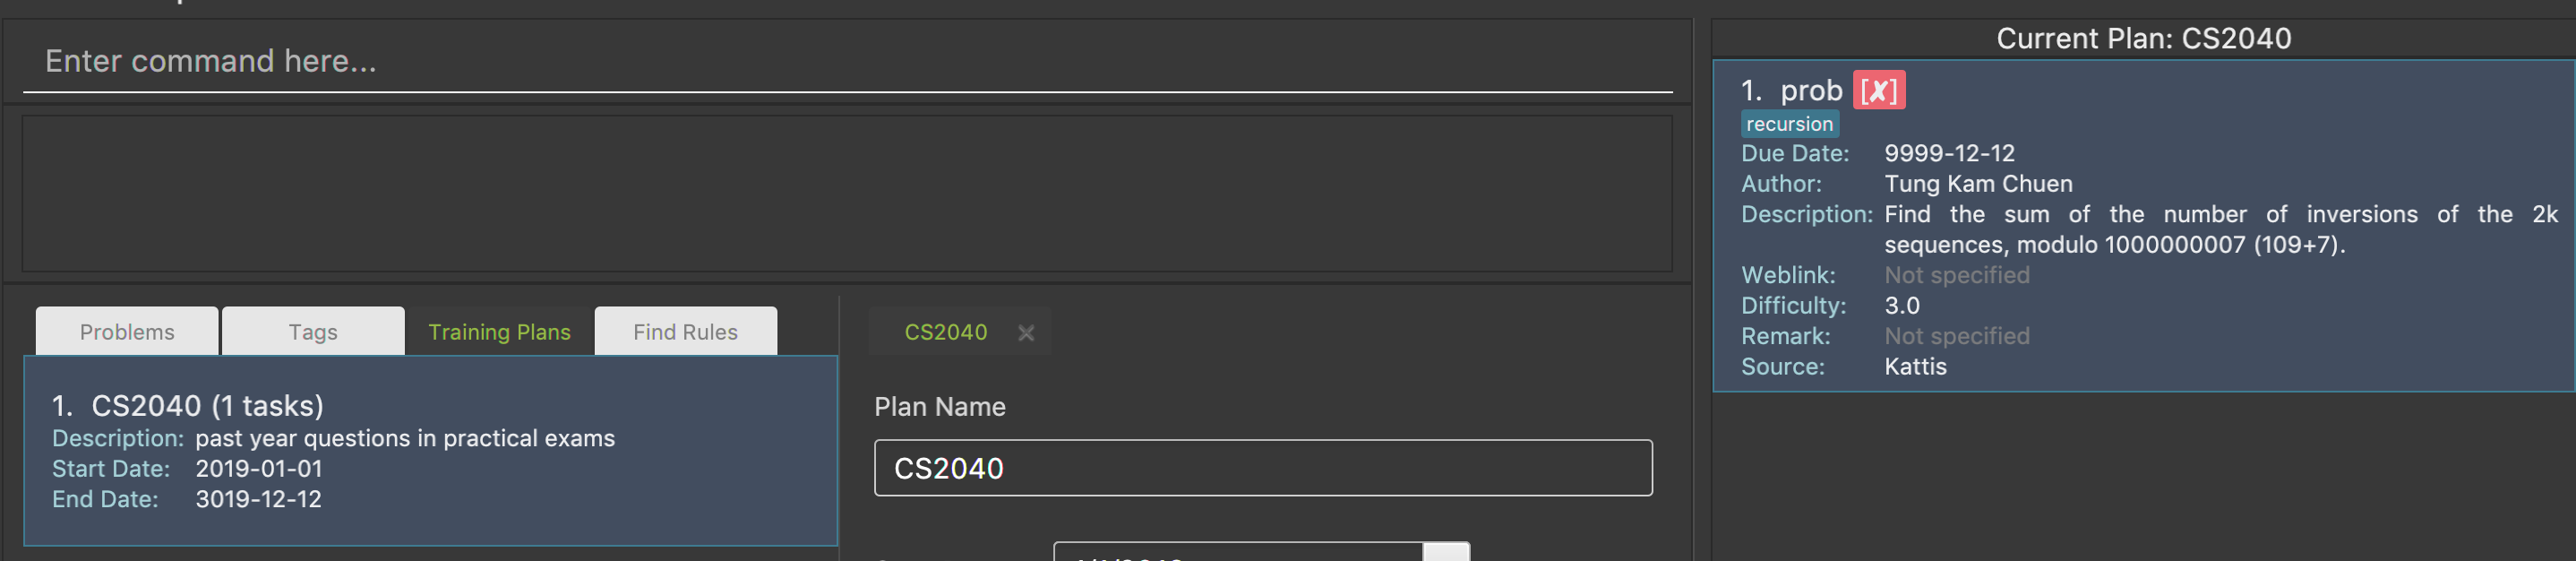 Enter command here...
Problems
Tags
Training Plans
Find Rules
1. CS2040 (1 tasks)
Description: past year questions in practical exams
Start Date: 2019-01-01
End Date: 3019-12-12
CS2040
Plan Name
CS2040
Current Plan: CS2040
1. prob [✘]
recursion
Due Date: 9999-12-12
Author: Tung Kam Chuen
Description: Find the sum of the number of inversions of the 2k
sequences, modulo 1000000007 (109+7).
Weblink: Not specified
Difficulty: 3.0
Remark: Not specified
Source: Kattis